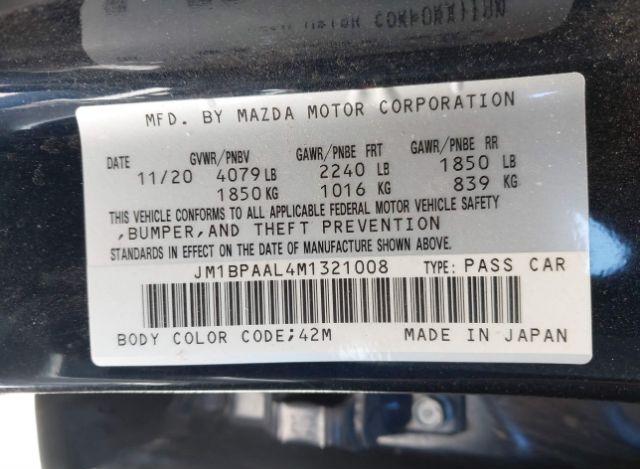 MOTOR CORPORATION
MFD. BY MAZDA MOTOR CORPORATION
DATE GVWR/PNBV GAWR/PNBE FRT GAWR/PNBE RR
11/20 4079 LB 2240 LB 1850 LB
1850 KG 1016 KG 839 KG
THIS VEHICLE CONFORMS TO ALL APPLICABLE FEDERAL MOTOR VEHICLE SAFETY
,BUMPER,AND THEFT PREVENTION
STANDARDS IN EFFECT ON THE DATE OF MANUFACTURE SHOWN ABOVE.
JM1BPAAL4M1321008 TYPE: PASS CAR
BODY COLOR CODE;42M MADE IN JAPAN